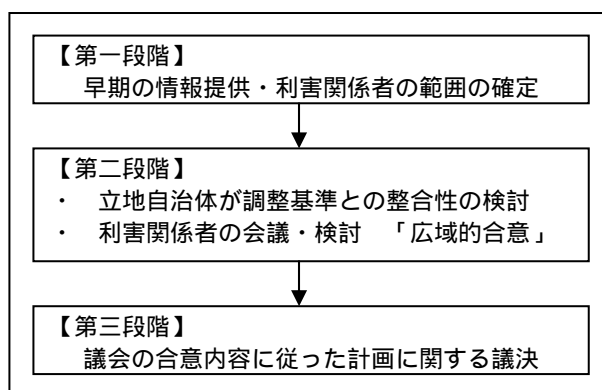 【第一段階】
早期の情報提供・利害関係者の範囲の確定
【第二段階】
・ 立地自治体が調整基準との整合性の検討
・ 利害関係者の会議・検討 「広域的合意」
【第三段階】
議会の合意内容に従った計画に関する議決